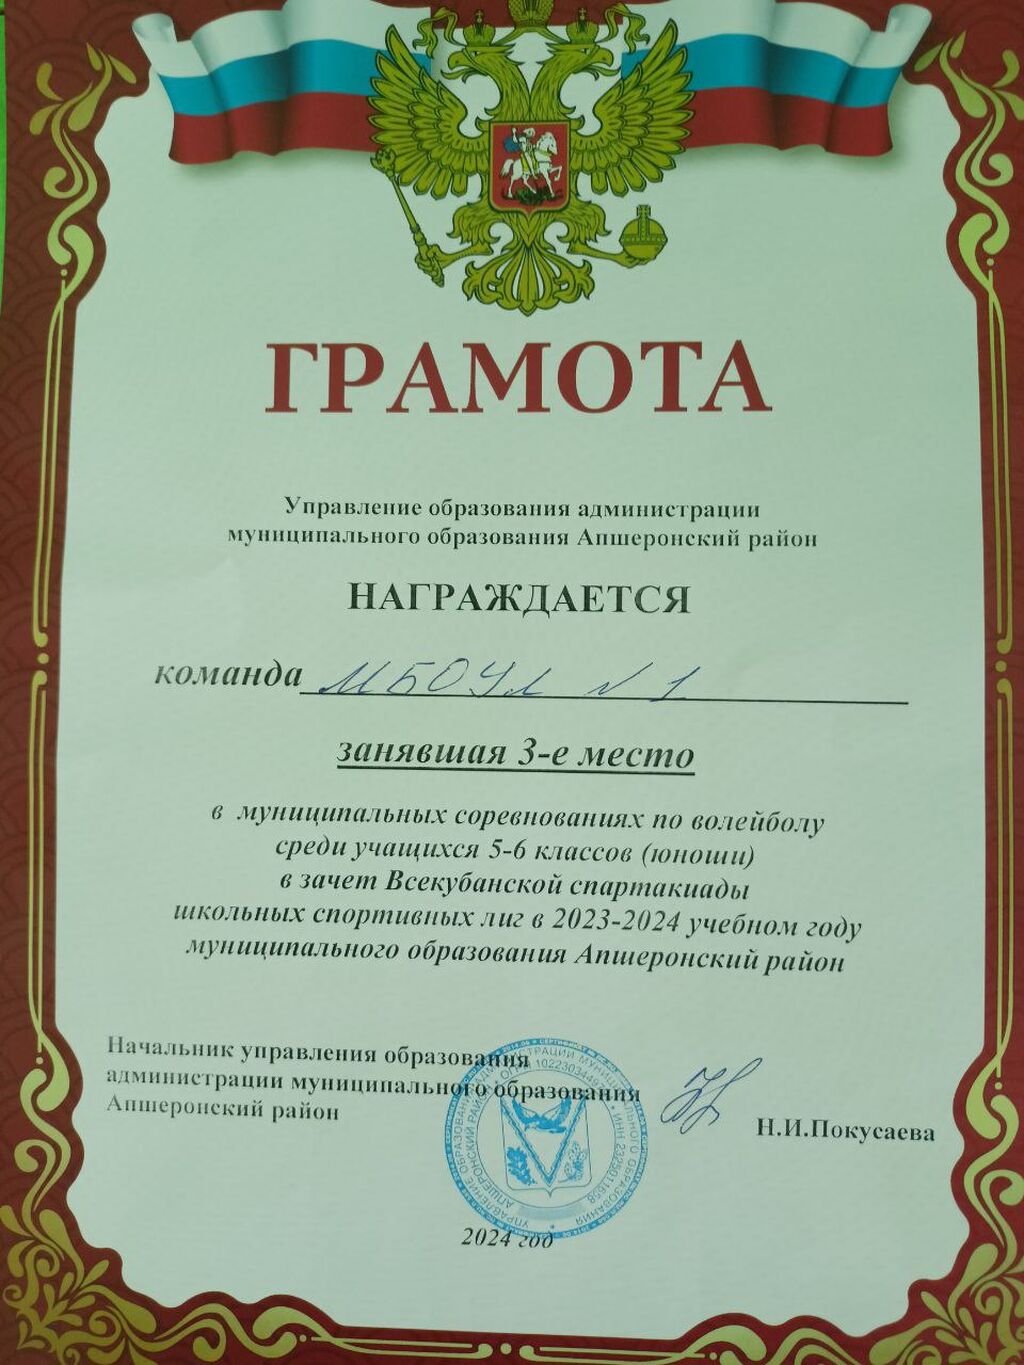 ГРАМОТА
Управление образования администрации
муниципального образования Апшеронский район
НАГРАЖДАЕТСЯ
команда МБОУЛ №1
занявшая 3-е место
в муниципальных соревнованиях по волейболу
среди учащихся 5-6 классов (юноши)
в зачет Всекубанской спартакиады
школьных спортивных лиг в 2023-2024 учебном году
муниципального образования Апшеронский район
Начальник управления образования
администрации муниципального образования
Апшеронский район
Н.И.Покусаева
2024 год